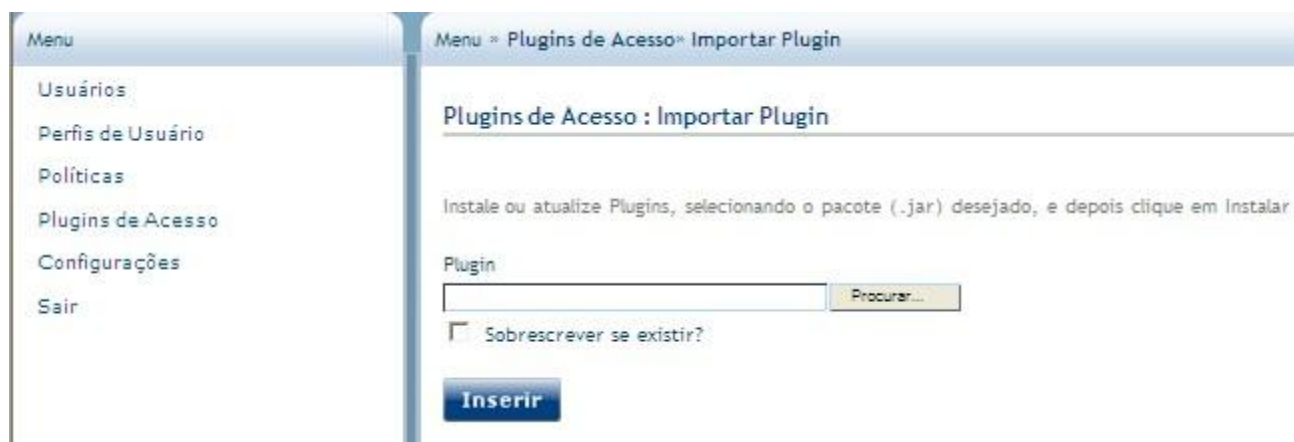 Menu
Usuários
Perfis de Usuário
Políticas
Plugins de Acesso
Configurações
Sair
Menu » Plugins de Acesso» Importar Plugin
Plugins de Acesso : Importar Plugin
Instale ou atualize Plugins, selecionando o pacote (.jar) desejado, e depois clique em Instalar
Plugin
Procurar...
Sobrescrever se existir?
Inserir